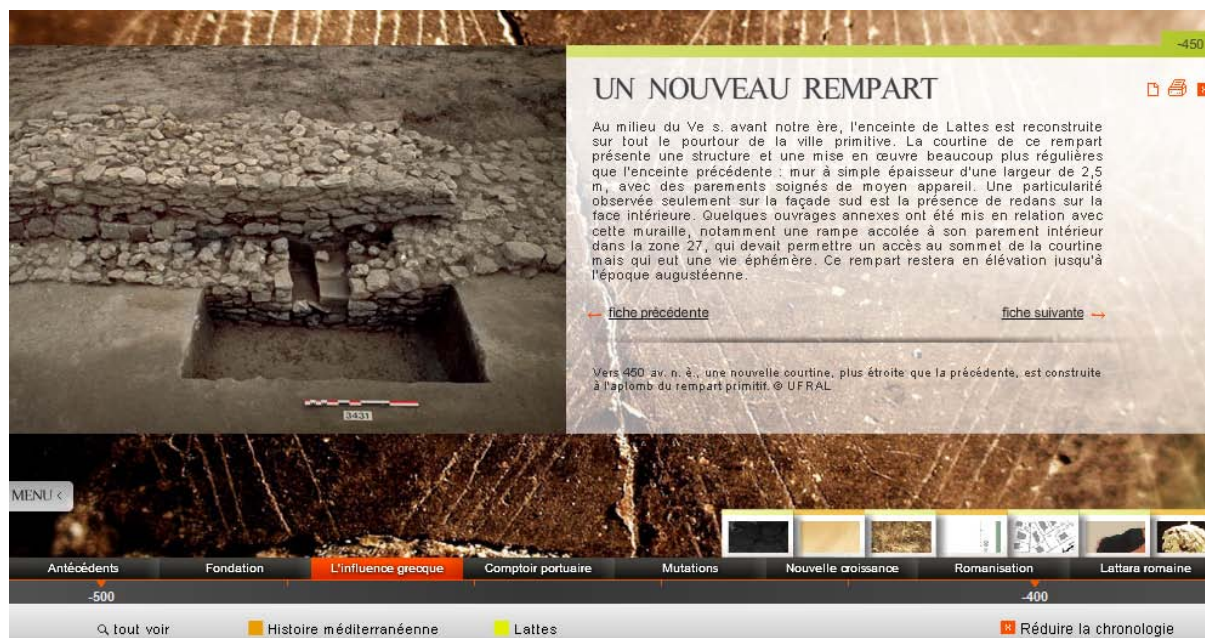 -450
UN NOUVEAU REMPART
Au milieu du Ve s. avant notre ère, l'enceinte de Lattes est reconstruite
sur tout le pourtour de la ville primitive. La courtine de ce rempart
présente une structure et une mise en œuvre beaucoup plus régulières
que l'enceinte précédente : mur à simple épaisseur d'une largeur de 2,5
m, avec des parements soignés de moyen appareil. Une particularité
observée seulement sur la façade sud est la présence de redans sur la
face intérieure. Quelques ouvrages annexes ont été mis en relation avec
cette muraille, notamment une rampe accolée à son parement intérieur
dans la zone 27, qui devait permettre un accès au sommet de la courtine
mais qui eut une vie éphémère. Ce rempart restera en élévation jusqu'à
l'époque augustéenne.
← fiche précédente
fiche suivante →
Vers 450 av. n. è., une nouvelle courtine, plus étroite que la précédente, est construite
à l'aplomb du rempart primitif. © UFRAL
3431
MENU <
Antécédents Fondation L'influence grecque Comptoir portuaire Mutations Nouvelle croissance Romanisation Lattara romaine
-500 -400
tout voir Histoire méditerranéenne Lattes Réduire la chronologie